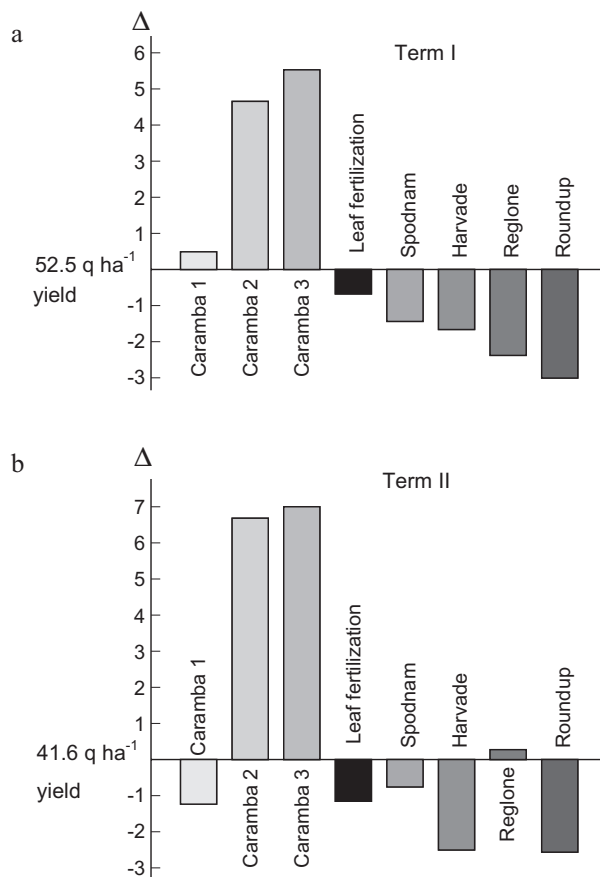 a
Δ
Term I
6
5
4
3
2
1
52.5 q ha⁻¹
yield
-1
-2
-3
Caramba 1
Caramba 2
Caramba 3
Leaf fertilization
Spodnam
Harvade
Reglone
Roundup
b
Δ
Term II
7
6
5
4
3
2
1
41.6 q ha⁻¹
yield
-1
-2
-3
Caramba 1
Caramba 2
Caramba 3
Leaf fertilization
Spodnam
Harvade
Reglone
Roundup